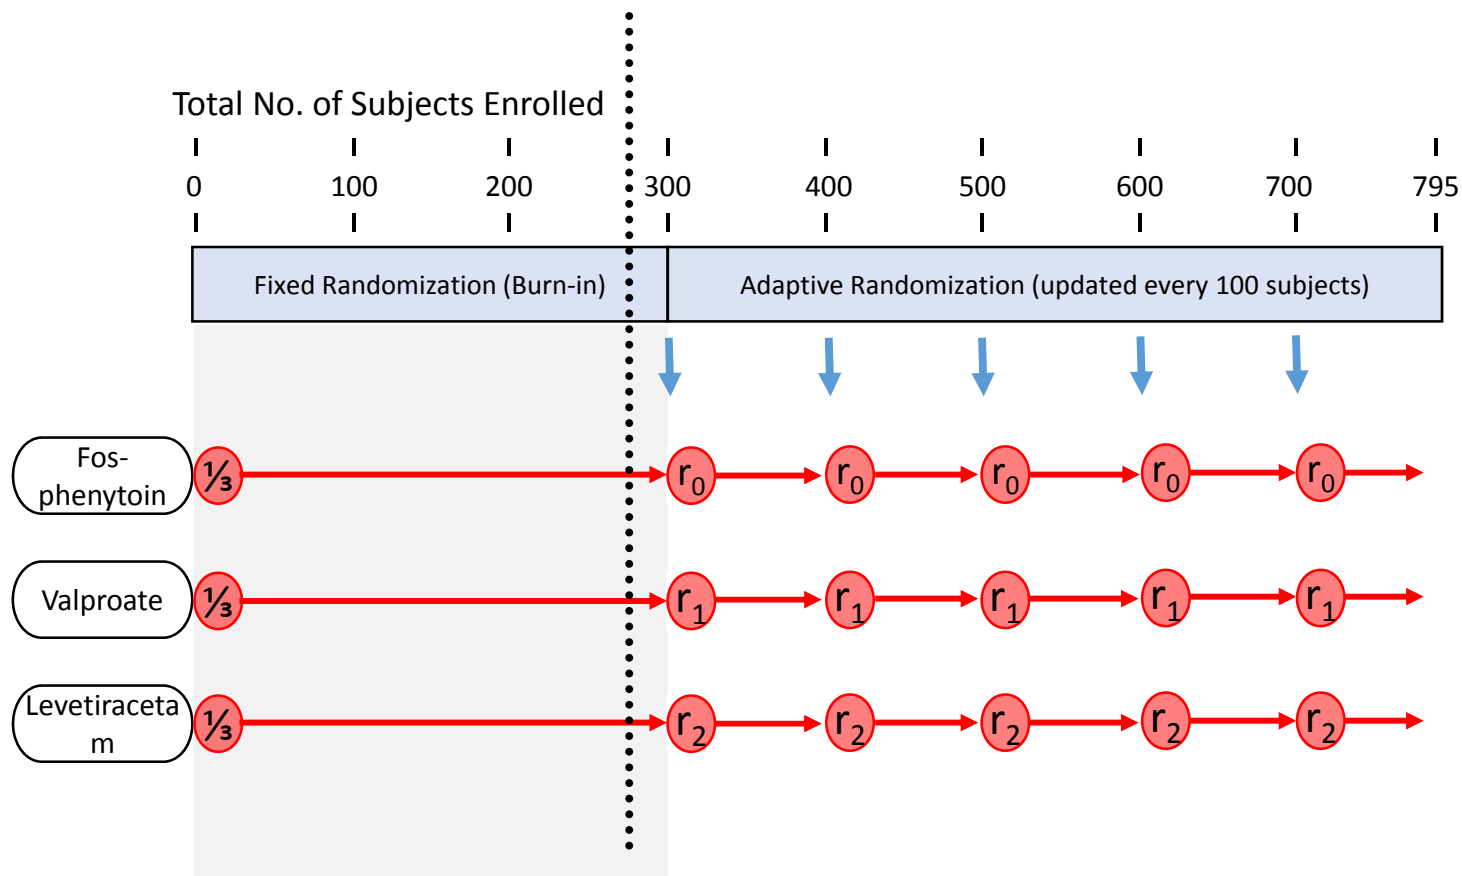 Total No. of Subjects Enrolled
0 100 200 300 400 500 600 700 795
Fixed Randomization (Burn-in) Adaptive Randomization (updated every 100 subjects)
Fos-
phenytoin
⅓ r0 r0 r0 r0 r0
Valproate
⅓ r1 r1 r1 r1 r1
Levetiraceta
m
⅓ r2 r2 r2 r2 r2